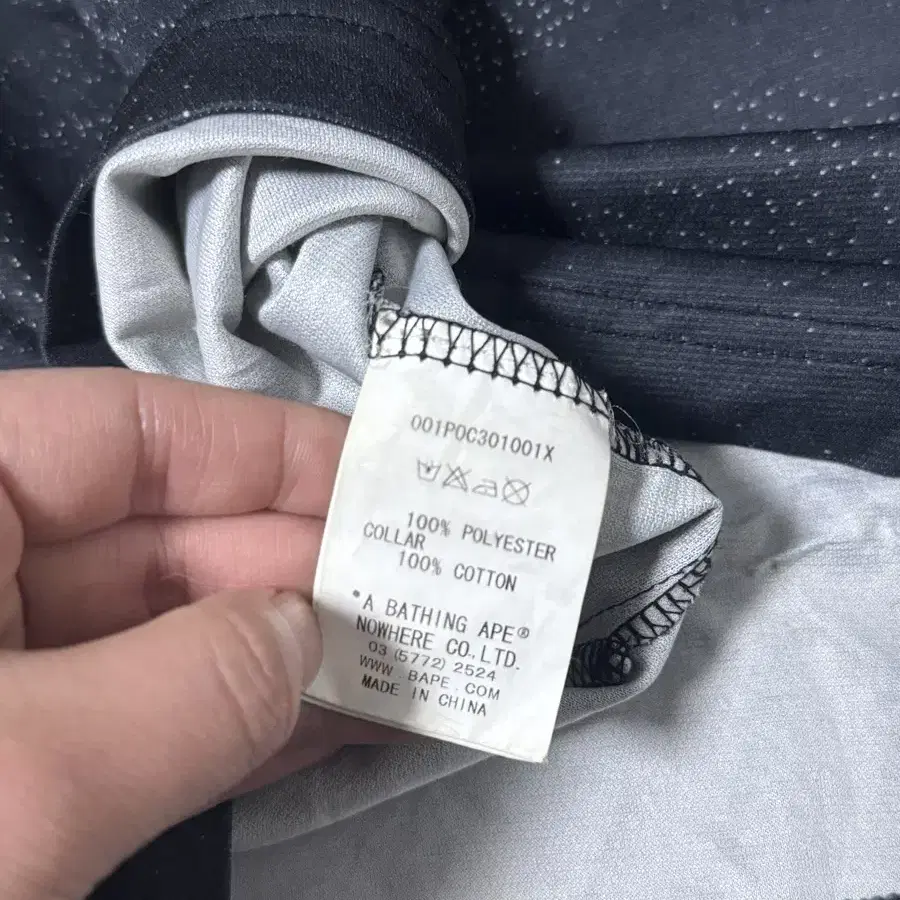 001P0C301001X
100% POLYESTER
COLLAR
100% COTTON
*A BATHING APE®
NOWHERE CO.,LTD.
03 (5772) 2524
WWW.BAPE.COM
MADE IN CHINA